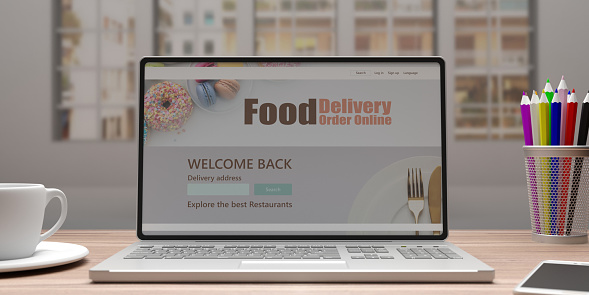 Search Log in Sign up Language
Food Delivery
Order Online
WELCOME BACK
Delivery address
Search
Explore the best Restaurants